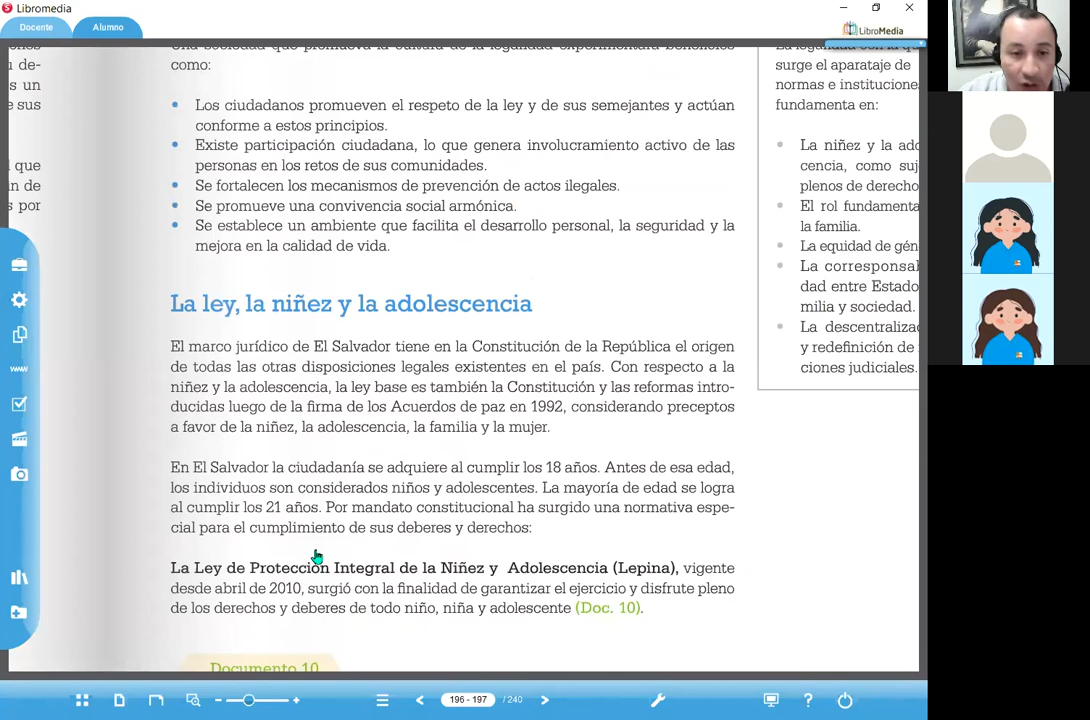 Libromedia
Docente
Alumno
LibroMedia
como:
Los ciudadanos promueven el respeto de la ley y de sus semejantes y actúan
conforme a estos principios.
Existe participación ciudadana, lo que genera involucramiento activo de las
personas en los retos de sus comunidades.
Se fortalecen los mecanismos de prevención de actos ilegales.
Se promueve una convivencia social armónica.
Se establece un ambiente que facilita el desarrollo personal, la seguridad y la
mejora en la calidad de vida.
La ley, la niñez y la adolescencia
El marco jurídico de El Salvador tiene en la Constitución de la República el origen
de todas las otras disposiciones legales existentes en el país. Con respecto a la
niñez y la adolescencia, la ley base es también la Constitución y las reformas intro-
ducidas luego de la firma de los Acuerdos de paz en 1992, considerando preceptos
a favor de la niñez, la adolescencia, la familia y la mujer.
En El Salvador la ciudadanía se adquiere al cumplir los 18 años. Antes de esa edad,
los individuos son considerados niños y adolescentes. La mayoría de edad se logra
al cumplir los 21 años. Por mandato constitucional ha surgido una normativa espe-
cial para el cumplimiento de sus deberes y derechos:
La Ley de Protección Integral de la Niñez y Adolescencia (Lepina), vigente
desde abril de 2010, surgió con la finalidad de garantizar el ejercicio y disfrute pleno
de los derechos y deberes de todo niño, niña y adolescente (Doc. 10).
Documento 10
surge el aparataje de
normas e institucione
fundamenta en:
La niñez y la ado
cencia, como suj
plenos de derecho
El rol fundamenta
la familia.
La equidad de gén
La corresponsab
dad entre Estado
milia y sociedad.
La descentraliza
y redefinición de
ciones judiciales.
de-
s un
e sus
que
in de
s por
www
196 - 197 / 240